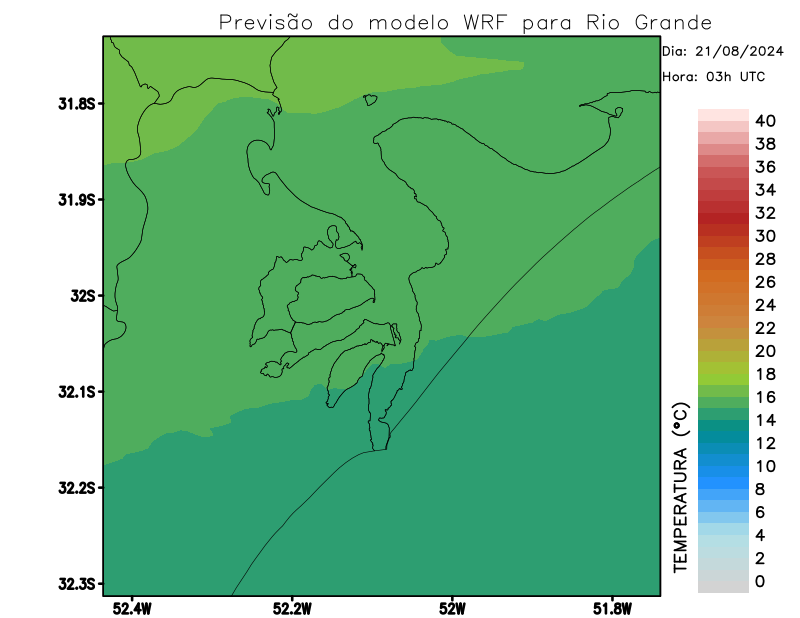 Previsão do modelo WRF para Rio Grande
Dia: 21/08/2024
Hora: 03h UTC
31.8S
31.9S
32S
32.1S
32.2S
32.3S
52.4W
52.2W
52W
51.8W
TEMPERATURA (°C)
40
38
36
34
32
30
28
26
24
22
20
18
16
14
12
10
8
6
4
2
0